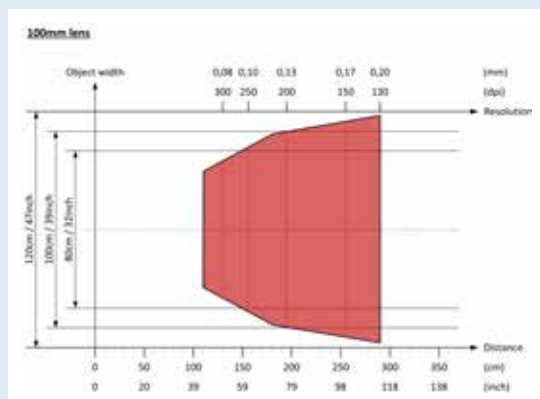 100mm lens
Object width 0,08 0,10 0,13 0,17 0,20 (mm)
300 250 200 150 130 (dpi)
Resolution
120cm / 47inch
100cm / 39inch
80cm / 32inch
Distance
0 50 100 150 200 250 300 350 (cm)
0 20 39 59 79 98 118 138 (inch)